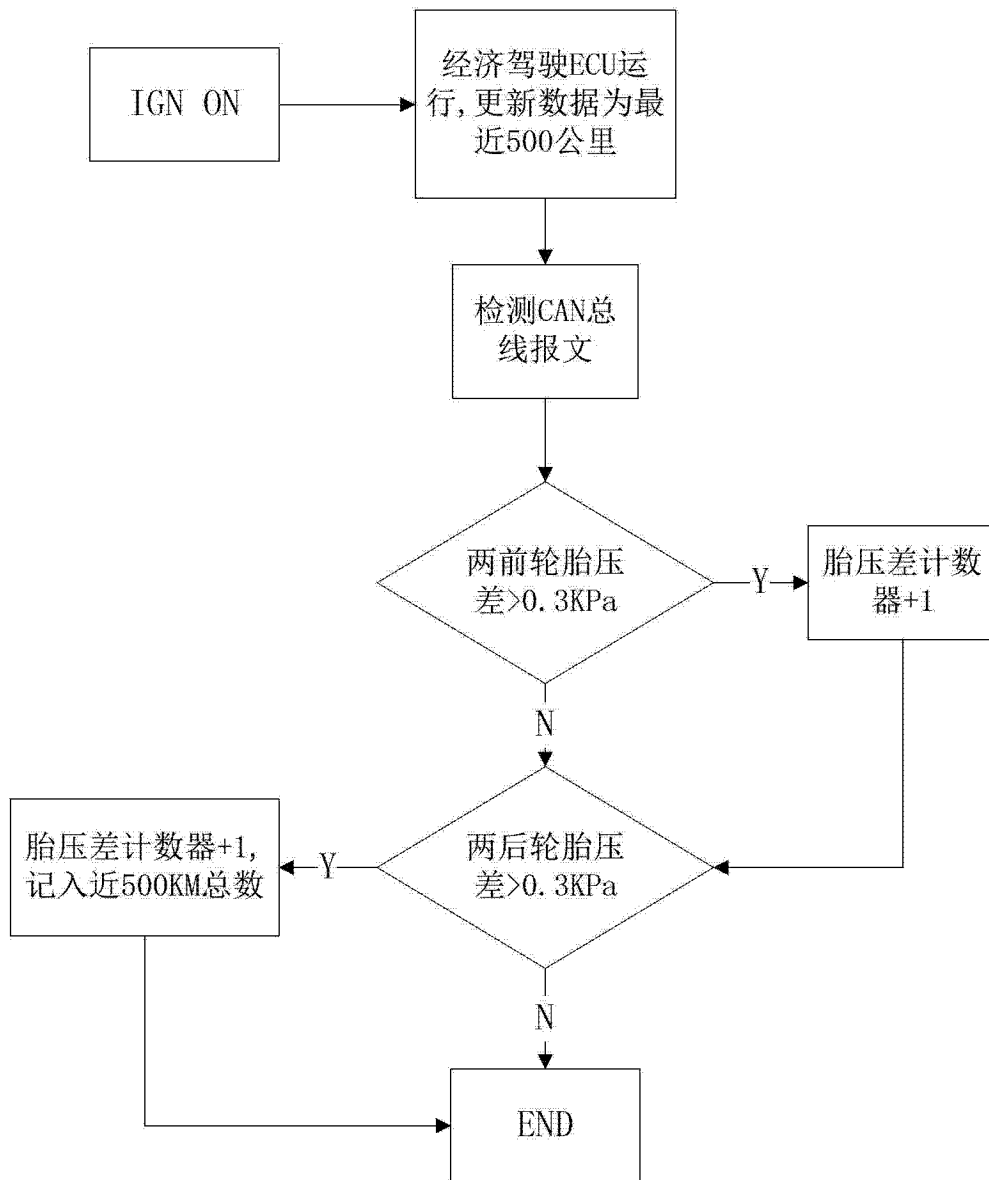 IGN ON
经济驾驶ECU运
行,更新数据为最
近500公里
检测CAN总
线报文
两前轮胎压
差>0.3KPa
Y
胎压差计数
器+1
N
两后轮胎压
差>0.3KPa
Y
胎压差计数器+1,
记入近500KM总数
N
END